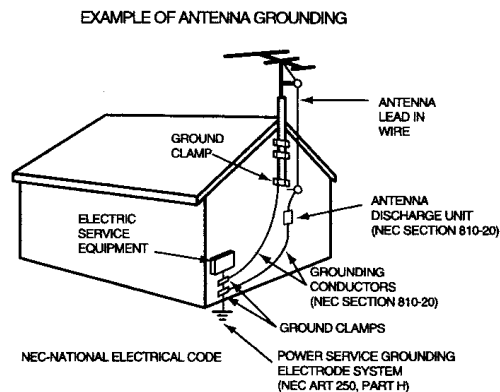 EXAMPLE OF ANTENNA GROUNDING
ANTENNA
LEAD IN
WIRE
GROUND
CLAMP
ANTENNA
DISCHARGE UNIT
(NEC SECTION 810-20)
ELECTRIC
SERVICE
EQUIPMENT
GROUNDING
CONDUCTORS
(NEC SECTION 810-20)
GROUND CLAMPS
NEC-NATIONAL ELECTRICAL CODE
POWER SERVICE GROUNDING
ELECTRODE SYSTEM
(NEC ART 250, PART H)